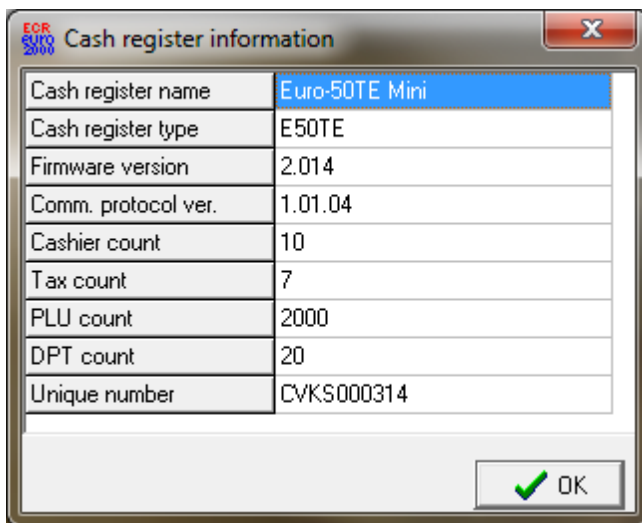 ECR
euro
2000
Cash register information
Cash register name Euro-50TE Mini
Cash register type E50TE
Firmware version 2.014
Comm. protocol ver. 1.01.04
Cashier count 10
Tax count 7
PLU count 2000
DPT count 20
Unique number CVKS000314
OK